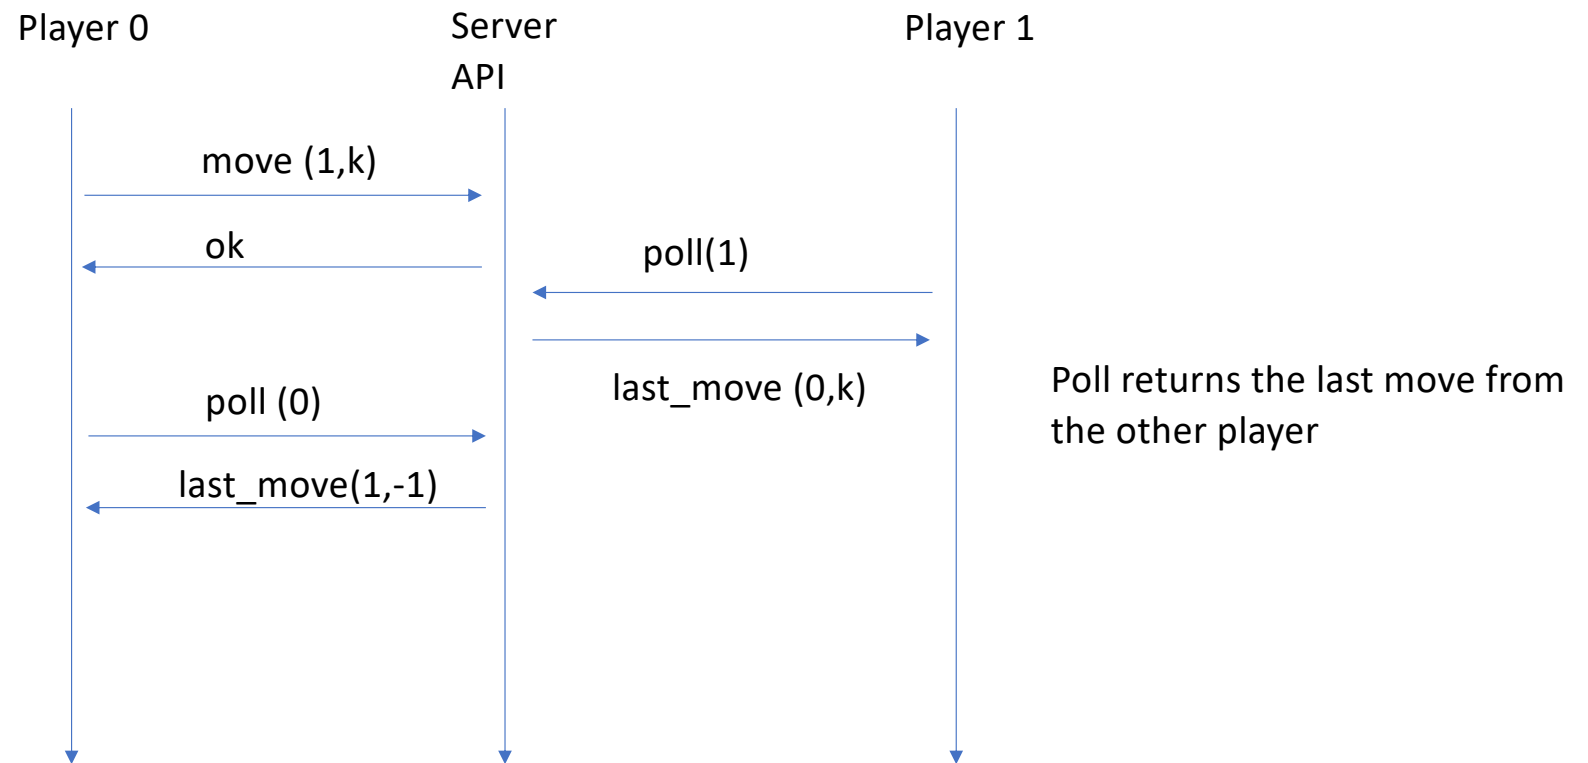 Player 0
Server
API
Player 1
move (1,k)
ok
poll(1)
last_move (0,k)
poll (0)
last_move(1,-1)
Poll returns the last move from
the other player